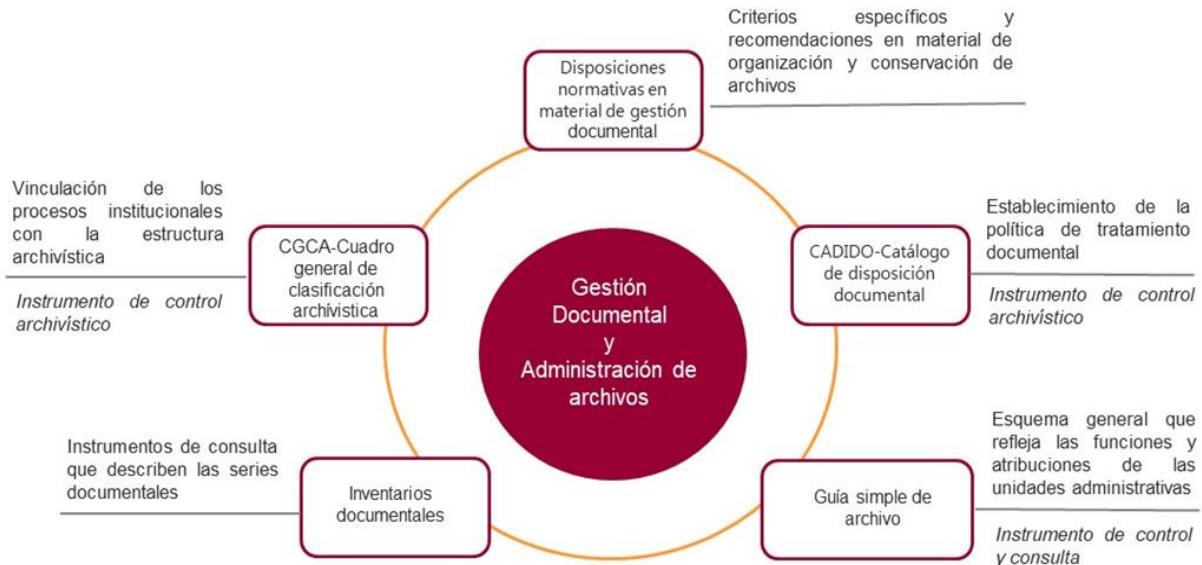 Criterios específicos y
recomendaciones en material de
organización y conservación de
archivos
Disposiciones
normativas en
material de gestión
documental
Vinculación de los
procesos institucionales
con la estructura
archivística
Instrumento de control
archivístico
CGCA-Cuadro
general de
clasificación
archívistica
Establecimiento de la
política de tratamiento
documental
Instrumento de control
archivístico
CADIDO-Catálogo
de disposición
documental
Gestión
Documental
y
Administración de
archivos
Instrumentos de consulta
que describen las series
documentales
Inventarios
documentales
Guía simple de
archivo
Esquema general que
refleja las funciones y
atribuciones de las
unidades administrativas
Instrumento de control
y consulta